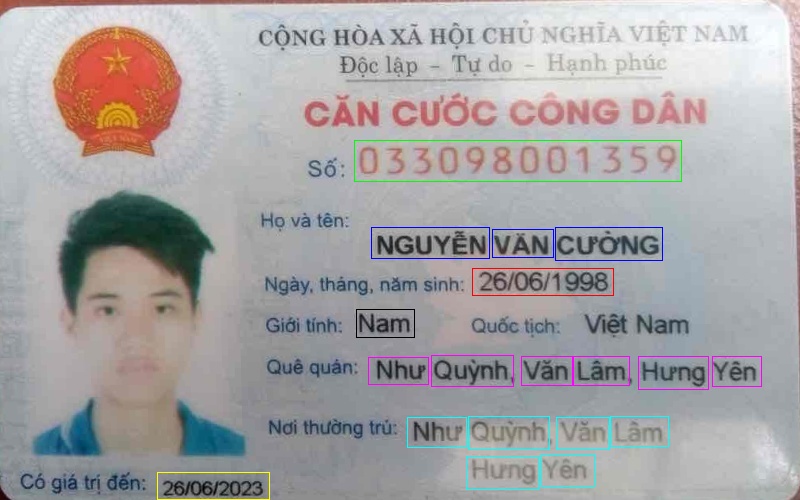 CỘNG HÒA XÃ HỘI CHỦ NGHĨA VIỆT NAM
Độc lập - Tự do - Hạnh phúc
CĂN CƯỚC CÔNG DÂN
Số: 033098001359
Họ và tên:
NGUYỄN VĂN CƯỜNG
Ngày, tháng, năm sinh: 26/06/1998
Giới tính: Nam Quốc tịch: Việt Nam
Quê quán: Như Quỳnh, Văn Lâm, Hưng Yên
Nơi thường trú: Như Quỳnh, Văn Lâm
Hưng Yên
Có giá trị đến: 26/06/2023